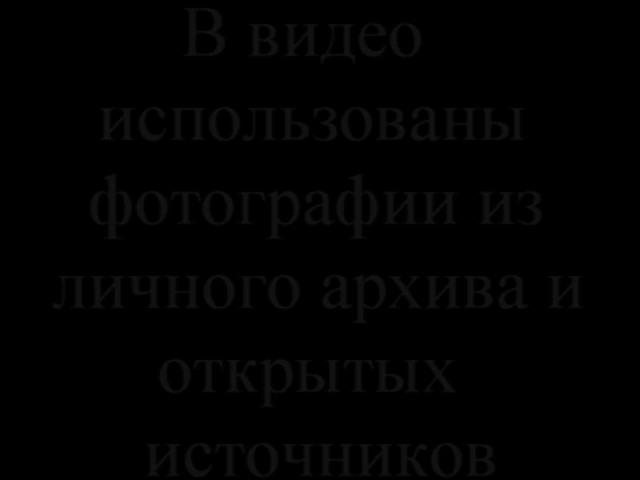 В видео
использованы
фотографии из
личного архива и
открытых
источников